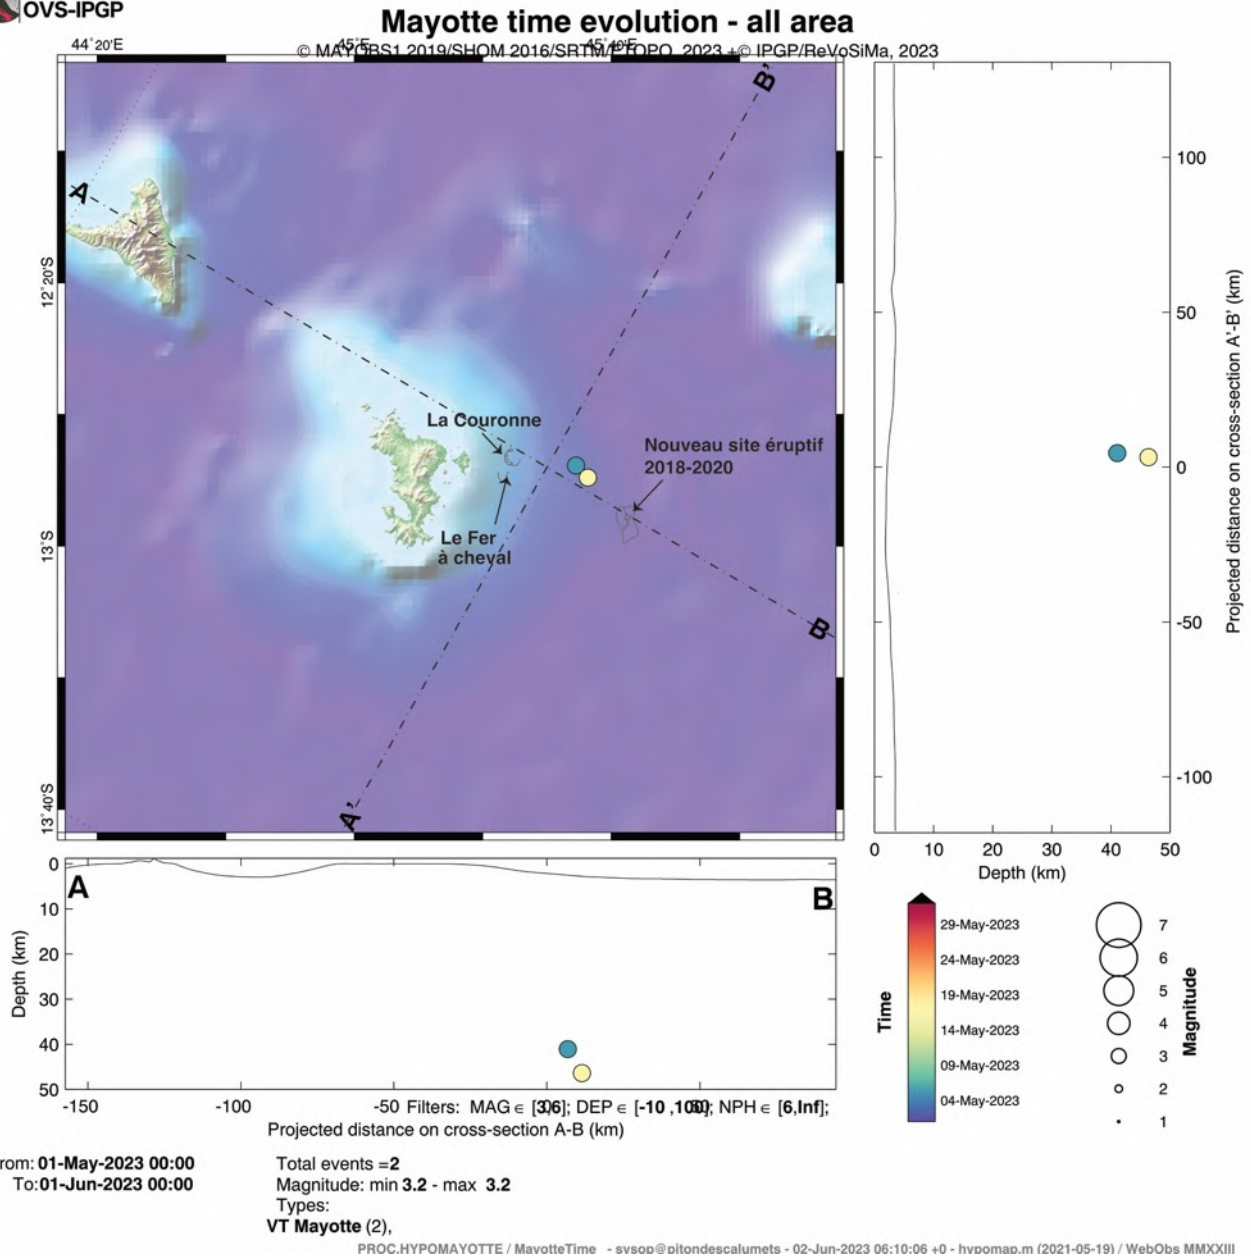 OVS-IPGP
Mayotte time evolution - all area
44˚20'E
45˚E
45˚40'E
© MAYOBS1 2019/SHOM 2016/SRTM/ETOPO, 2023 +© IPGP/ReVoSiMa, 2023
B'
A
12˚20'S
La Couronne
Nouveau site éruptif
2018-2020
Le Fer
à cheval
13˚S
B
13˚40'S
A'
100
50
0
-50
-100
Projected distance on cross-section A'-B' (km)
0 10 20 30 40 50
Depth (km)
A
B
0
10
20
30
40
50
Depth (km)
-150 -100 -50 0 50
Filters: MAG ∈ [3,6]; DEP ∈ [-10 ,100]; NPH ∈ [6,Inf];
Projected distance on cross-section A-B (km)
Time
29-May-2023
24-May-2023
19-May-2023
14-May-2023
09-May-2023
04-May-2023
7
6
5
4
3
2
1
Magnitude
rom: 01-May-2023 00:00
To:01-Jun-2023 00:00
Total events =2
Magnitude: min 3.2 - max 3.2
Types:
VT Mayotte (2),
PROC.HYPOMAYOTTE / MayotteTime - sysop@pitondescalumets - 02-Jun-2023 06:10:06 +0 - hypomap.m (2021-05-19) / WebObs MMXXIII